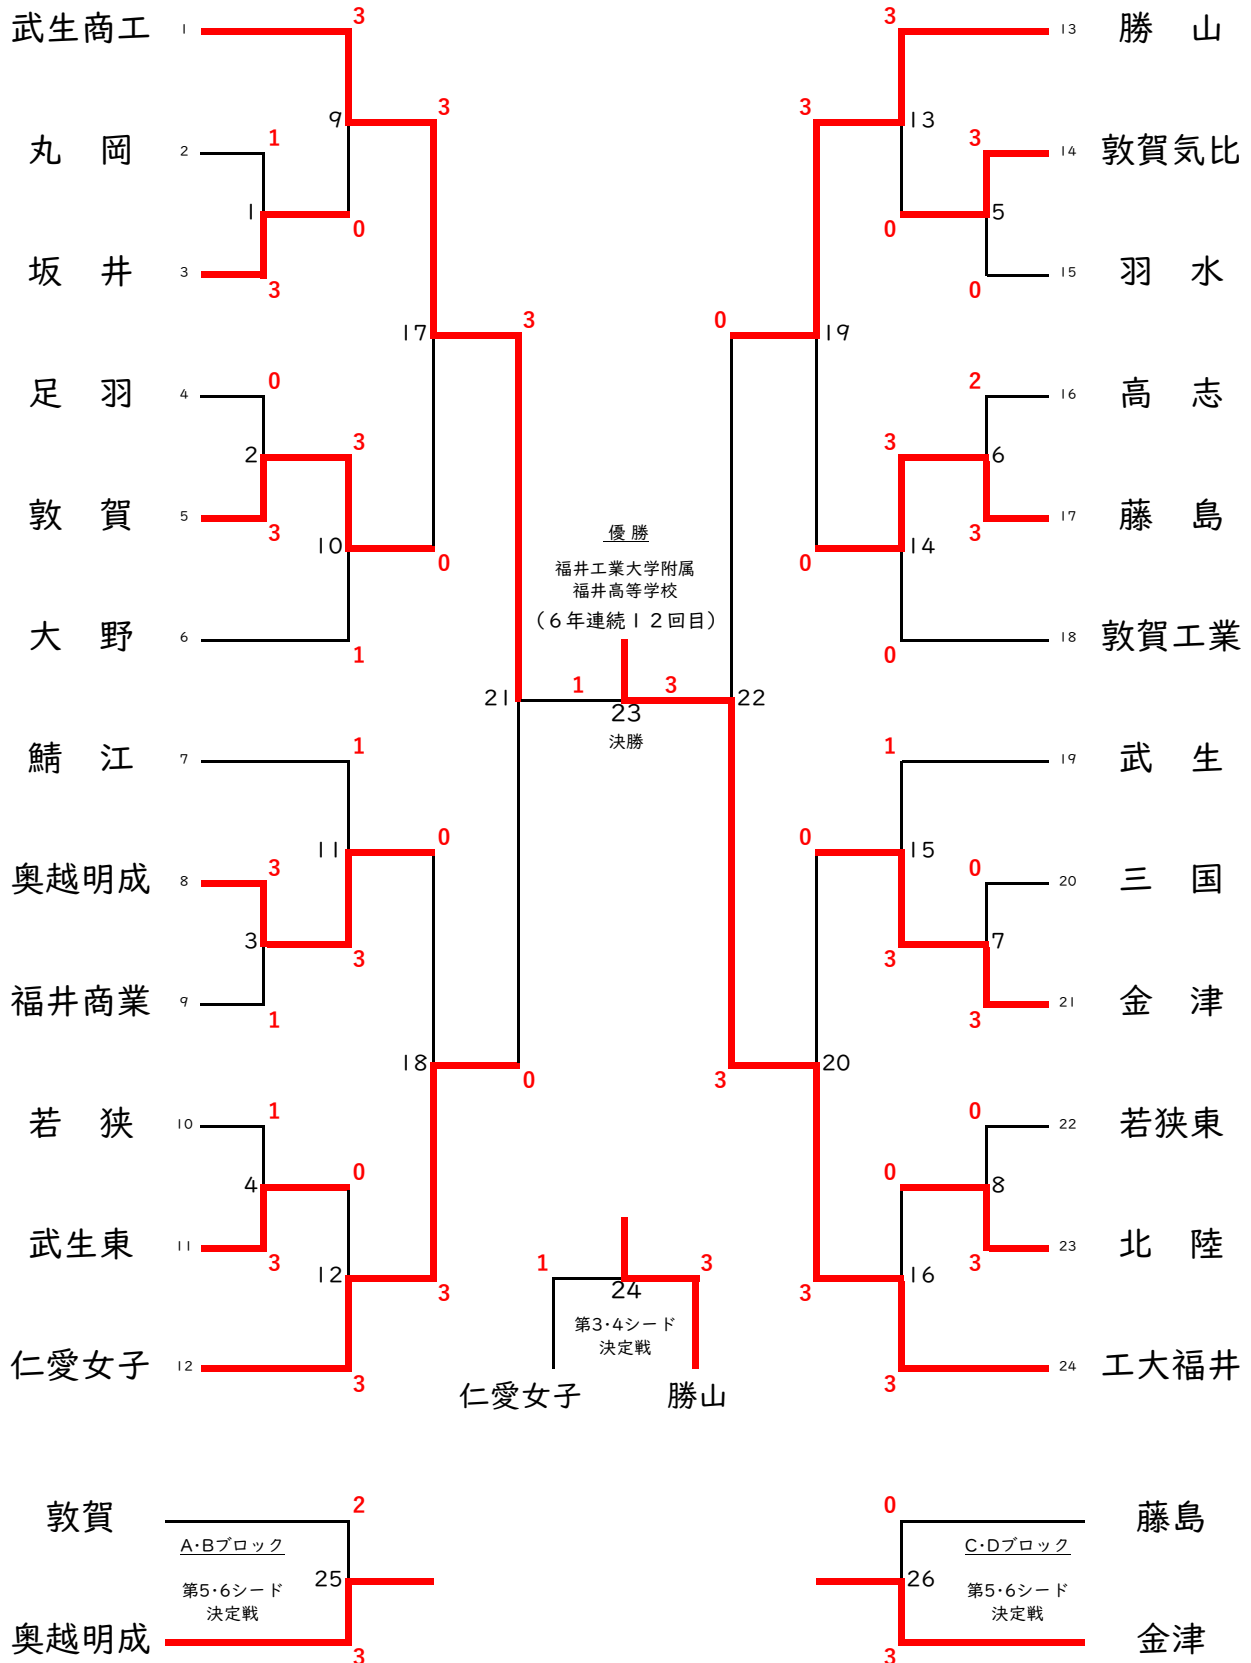 武生商工 1 3 3 13 勝 山
9 3 3 13
丸 岡 2 1 3 14 敦賀気比
1 0 0 5
坂 井 3 3 0 15 羽 水
17 3 0 19
足 羽 4 0 2 16 高 志
2 3 3 6
敦 賀 5 3 3 17 藤 島
10 0 0 14
大 野 6 1 0 18 敦賀工業
優 勝
福井工業大学附属
福井高等学校
(６年連続１２回目)
21 1 3 22
23
決勝
鯖 江 7 1 1 19 武 生
11 0 0 15
奥越明成 8 3 0 20 三 国
3 3 3 7
福井商業 9 1 3 21 金 津
18 0 3 20
若 狭 10 1 0 22 若狭東
4 0 0 8
武生東 11 3 3 23 北 陸
12 3 3 16
仁愛女子 12 3 3 24 工大福井
1 3
24
第3・4シード
決定戦
仁愛女子 勝山
敦賀 2 0 藤島
A・Bブロック C・Dブロック
25 26
第5・6シード 第5・6シード
決定戦 決定戦
奥越明成 3 3 金津